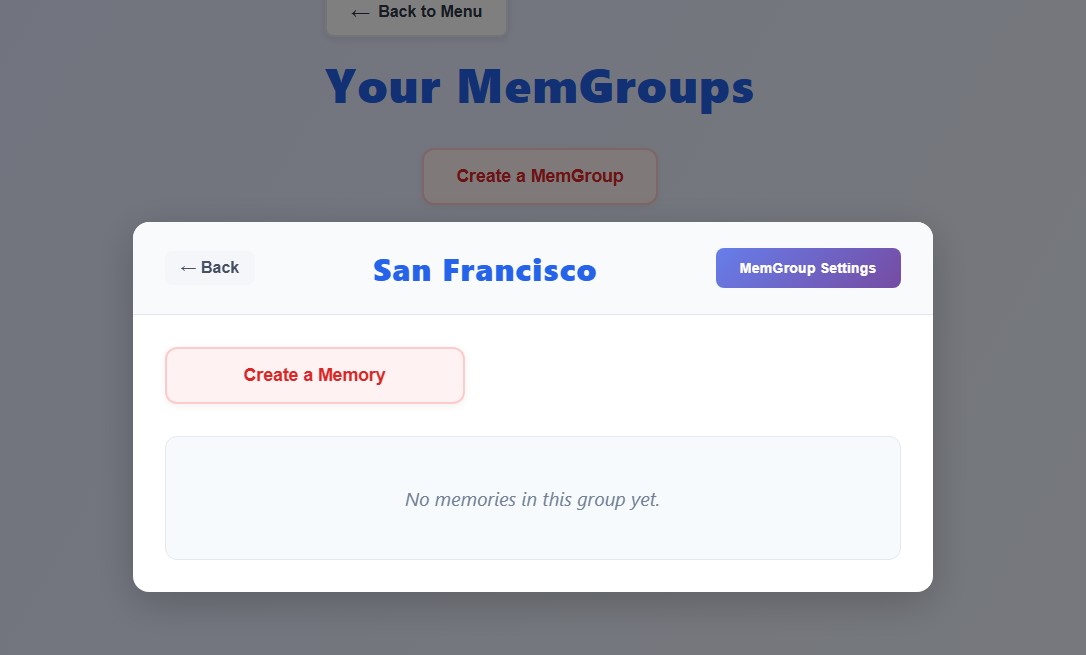 ← Back to Menu
Your MemGroups
Create a MemGroup
← Back
San Francisco
MemGroup Settings
Create a Memory
No memories in this group yet.